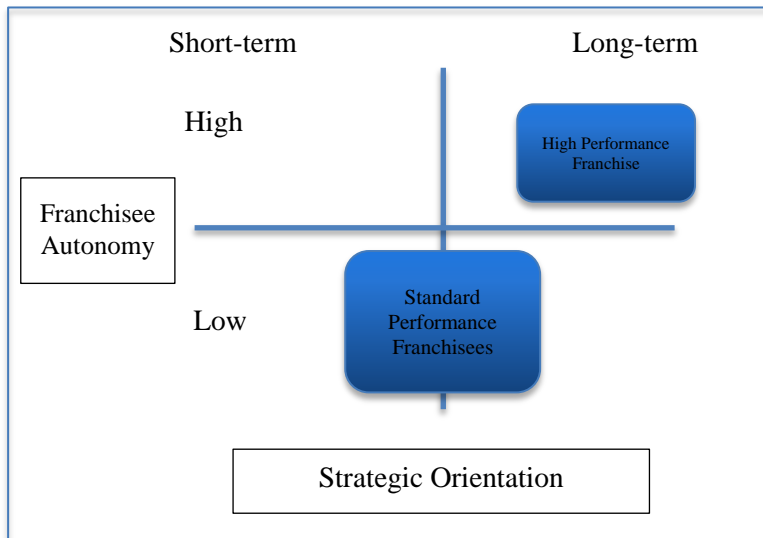 Short-term
Long-term
High
High Performance
Franchise
Franchisee
Autonomy
Standard
Performance
Franchisees
Low
Strategic Orientation